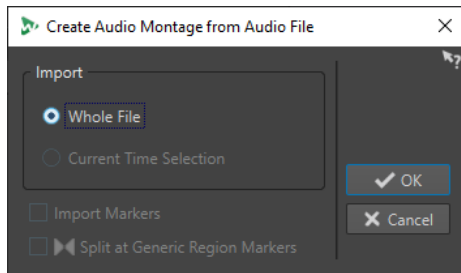 Create Audio Montage from Audio File
Import
Whole File
Current Time Selection
OK
Import Markers
Cancel
Split at Generic Region Markers